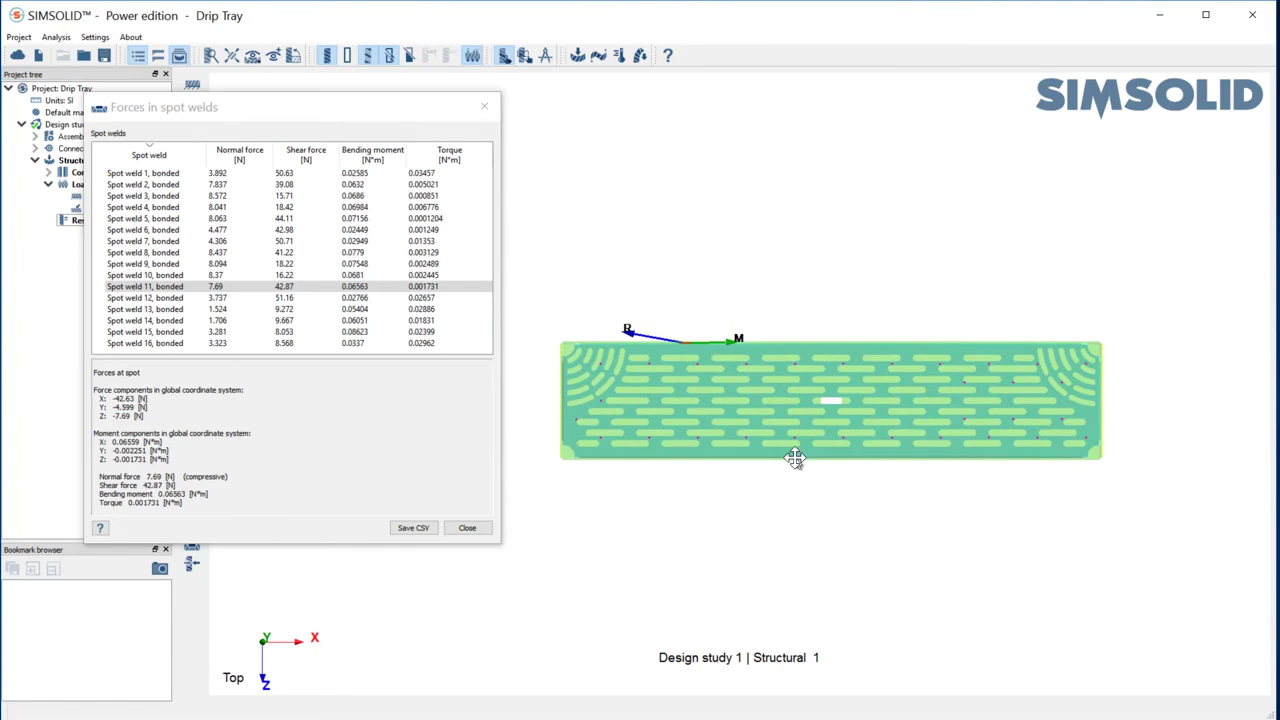 SIMSOLID™ - Power edition - Drip Tray
Project Analysis Settings About
Project tree
Project: Drip Tray
Units: SI
Default ma
Design stu
Assemb
Connec
Struct
Con
Loa
Res
Forces in spot welds
Spot welds
Spot weld Normal force [N] Shear force [N] Bending moment [N*m] Torque [N*m]
Spot weld 1, bonded 3.892 50.63 0.02585 0.03457
Spot weld 2, bonded 7.837 39.08 0.0632 0.005021
Spot weld 3, bonded 8.572 15.71 0.0686 0.000851
Spot weld 4, bonded 8.041 18.42 0.06984 0.006776
Spot weld 5, bonded 8.063 44.11 0.07156 0.0001204
Spot weld 6, bonded 4.477 42.98 0.02449 0.001249
Spot weld 7, bonded 4.306 50.71 0.02949 0.01353
Spot weld 8, bonded 8.437 41.22 0.0779 0.003129
Spot weld 9, bonded 8.094 18.22 0.07548 0.002489
Spot weld 10, bonded 8.37 16.22 0.0681 0.002445
Spot weld 11, bonded 7.69 42.87 0.06563 0.001731
Spot weld 12, bonded 3.737 51.16 0.02766 0.02657
Spot weld 13, bonded 1.524 9.272 0.05404 0.02886
Spot weld 14, bonded 1.706 9.667 0.06051 0.01831
Spot weld 15, bonded 3.281 8.053 0.08623 0.02399
Spot weld 16, bonded 3.323 8.568 0.0337 0.02962
Forces at spot
Force components in global coordinate system:
X: -42.63 [N]
Y: -4.599 [N]
Z: -7.69 [N]
Moment components in global coordinate system:
X: 0.06559 [N*m]
Y: -0.002251 [N*m]
Z: -0.001731 [N*m]
Normal force 7.69 [N] (compressive)
Shear force 42.87 [N]
Bending moment 0.06563 [N*m]
Torque 0.001731 [N*m]
? Save CSV Close
Bookmark browser
SIMSOLID
R M
Y X
Z
Top
Design study 1 | Structural 1